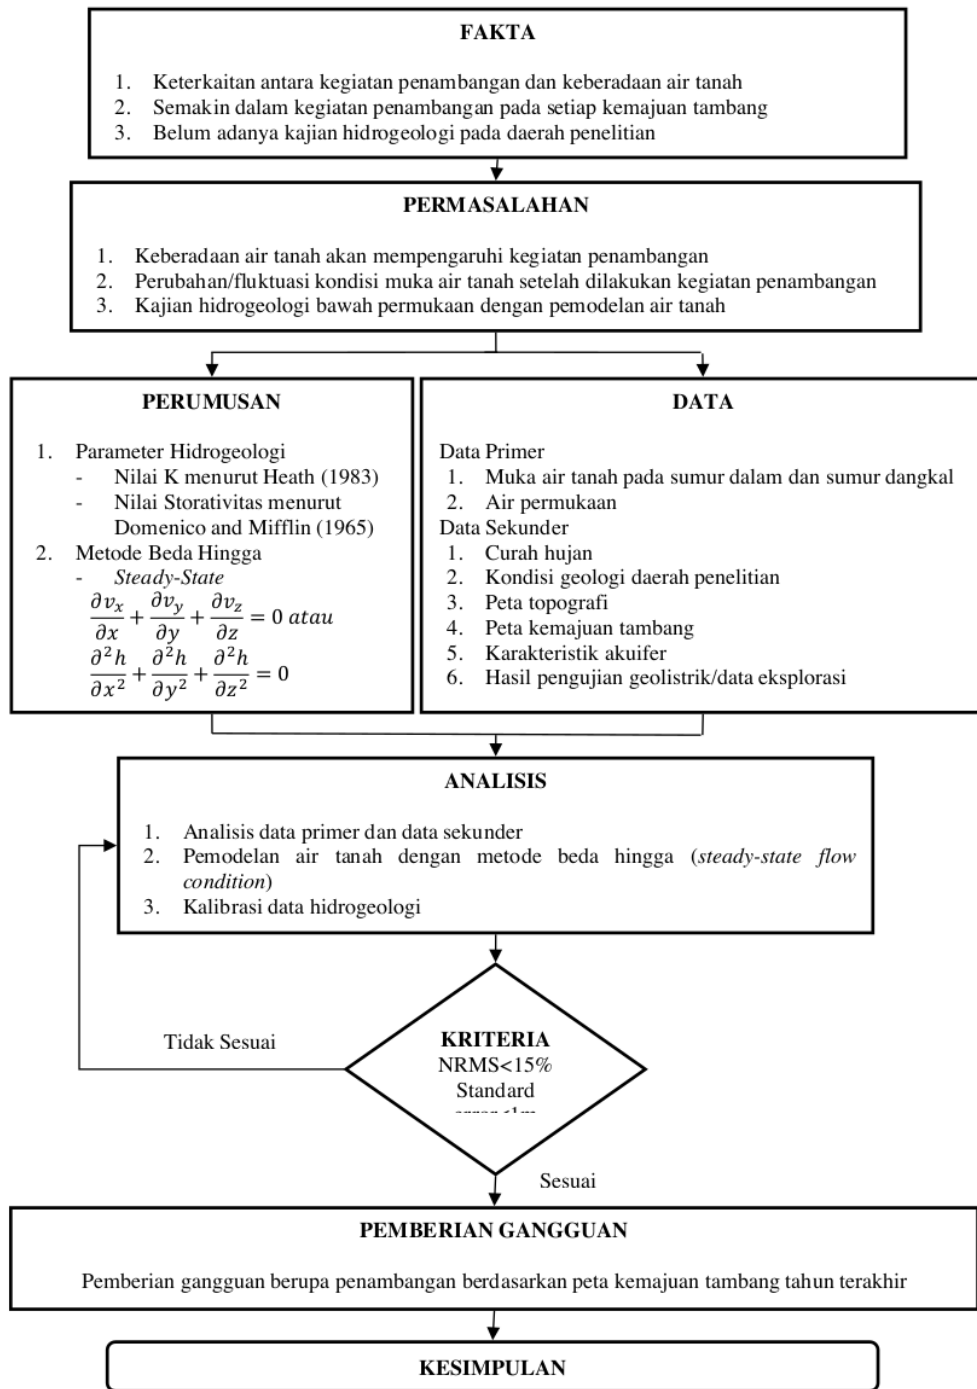 FAKTA
1. Keterkaitan antara kegiatan penambangan dan keberadaan air tanah
2. Semakin dalam kegiatan penambangan pada setiap kemajuan tambang
3. Belum adanya kajian hidrogeologi pada daerah penelitian
PERMASALAHAN
1. Keberadaan air tanah akan mempengaruhi kegiatan penambangan
2. Perubahan/fluktuasi kondisi muka air tanah setelah dilakukan kegiatan penambangan
3. Kajian hidrogeologi bawah permukaan dengan pemodelan air tanah
PERUMUSAN
1. Parameter Hidrogeologi
- Nilai K menurut Heath (1983)
- Nilai Storativitas menurut
Domenico and Mifflin (1965)
2. Metode Beda Hingga
- Steady-State
∂v_x/∂x + ∂v_y/∂y + ∂v_z/∂z = 0 atau
∂²h/∂x² + ∂²h/∂y² + ∂²h/∂z² = 0
DATA
Data Primer
1. Muka air tanah pada sumur dalam dan sumur dangkal
2. Air permukaan
Data Sekunder
1. Curah hujan
2. Kondisi geologi daerah penelitian
3. Peta topografi
4. Peta kemajuan tambang
5. Karakteristik akuifer
6. Hasil pengujian geolistrik/data eksplorasi
ANALISIS
1. Analisis data primer dan data sekunder
2. Pemodelan air tanah dengan metode beda hingga (steady-state flow
condition)
3. Kalibrasi data hidrogeologi
Tidak Sesuai
KRITERIA
NRMS<15%
Standard
Sesuai
PEMBERIAN GANGGUAN
Pemberian gangguan berupa penambangan berdasarkan peta kemajuan tambang tahun terakhir
KESIMPULAN